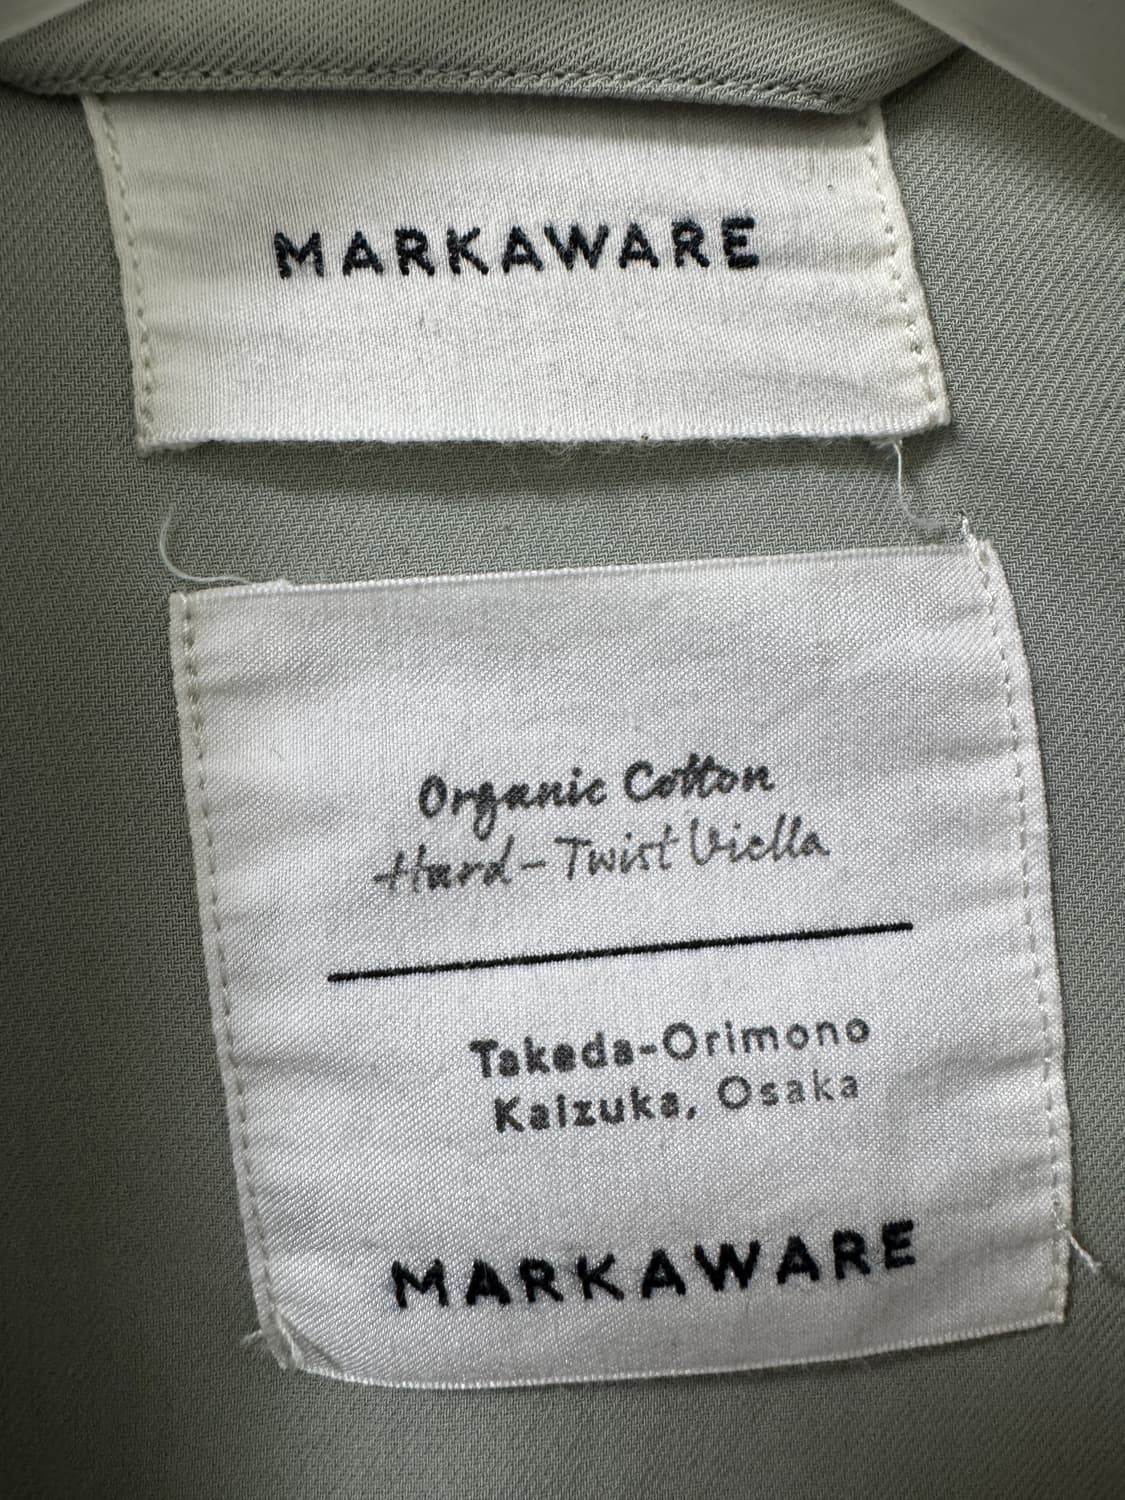 MARKAWARE
Organic Cotton
Hard-Twist Viella
Takeda-Orimono
Kaizuka, Osaka
MARKAWARE